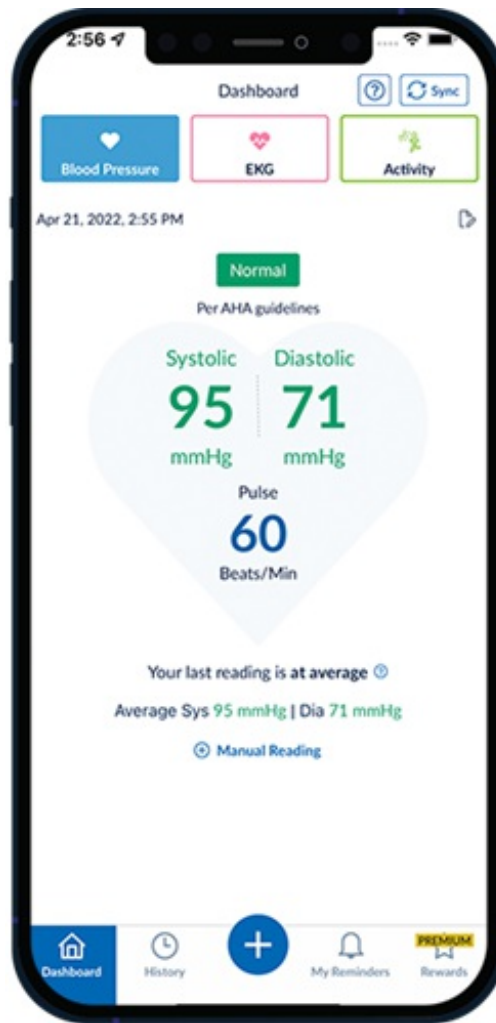 2:56
Dashboard
Sync
Blood Pressure
EKG
Activity
Apr 21, 2022, 2:55 PM
Normal
Per AHA guidelines
Systolic Diastolic
95 71
mmHg mmHg
Pulse
60
Beats/Min
Your last reading is at average
Average Sys 95 mmHg | Dia 71 mmHg
Manual Reading
PREMIUM
Dashboard
History
My Reminders
Rewards